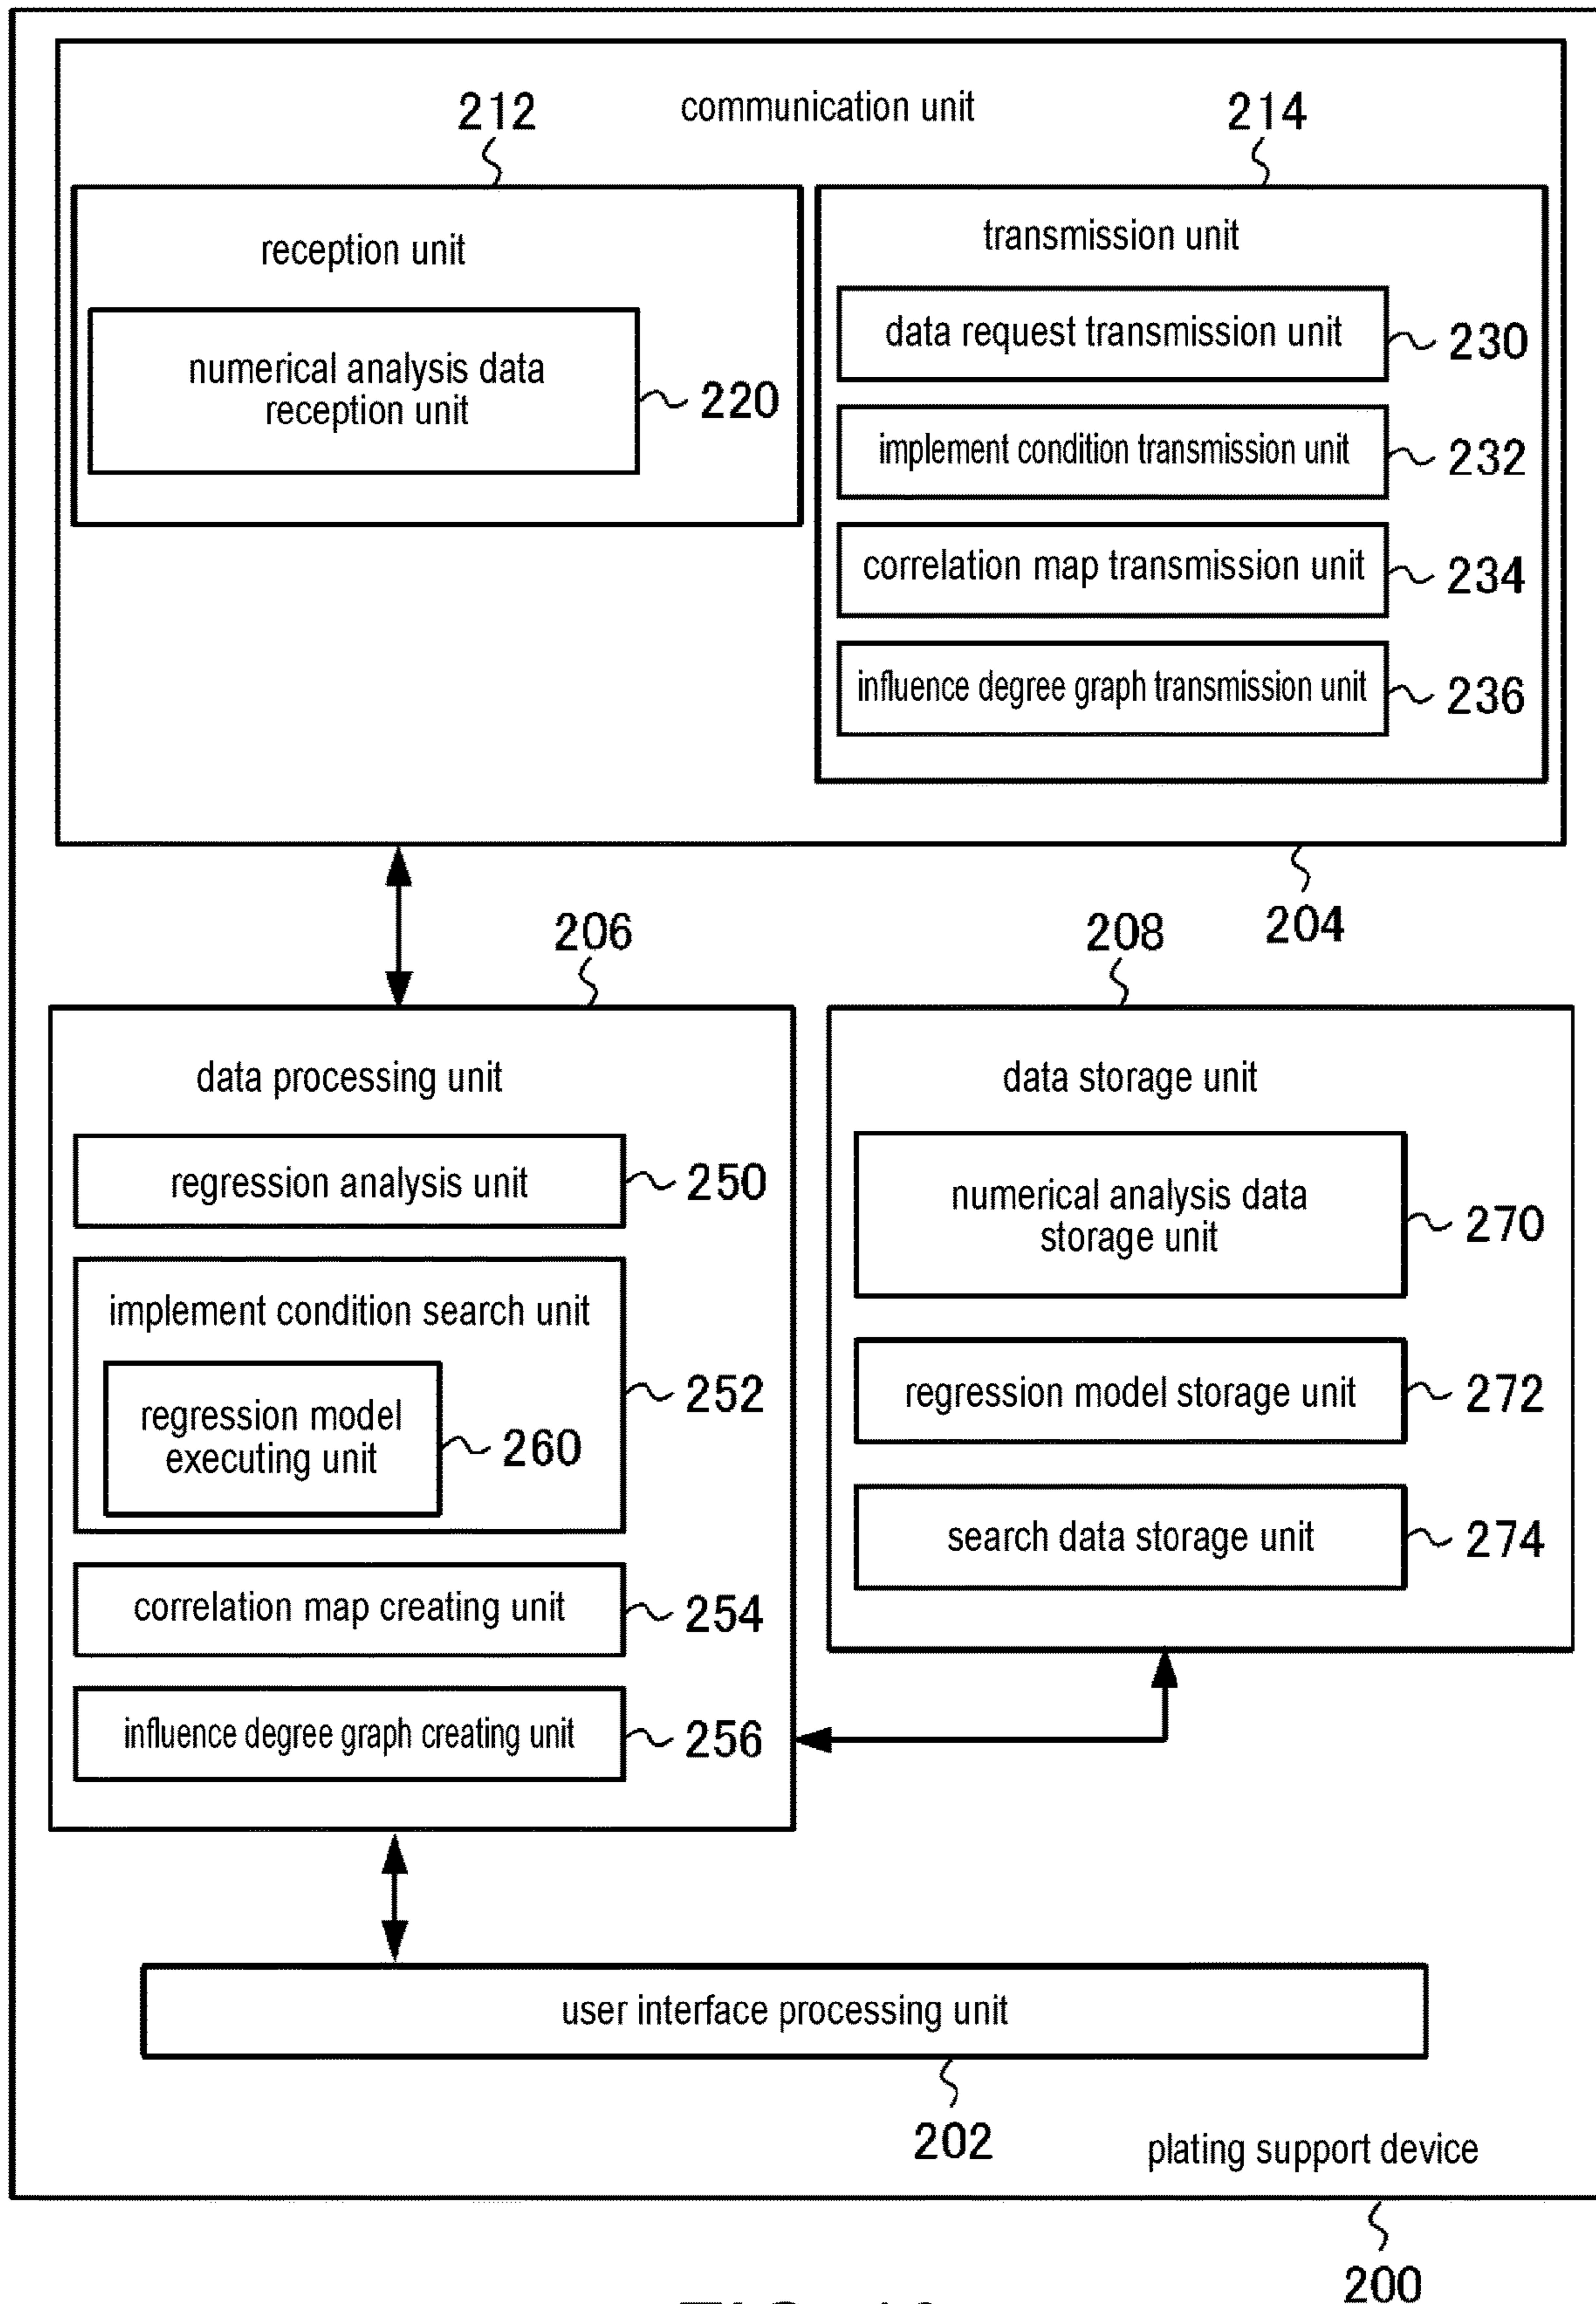 communication unit
212
214
reception unit
numerical analysis data
reception unit
220
transmission unit
data request transmission unit
230
implement condition transmission unit
232
correlation map transmission unit
234
influence degree graph transmission unit
236
204
206
208
data processing unit
regression analysis unit
250
implement condition search unit
252
regression model
executing unit
260
correlation map creating unit
254
influence degree graph creating unit
256
data storage unit
numerical analysis data
storage unit
270
regression model storage unit
272
search data storage unit
274
user interface processing unit
202
plating support device
200